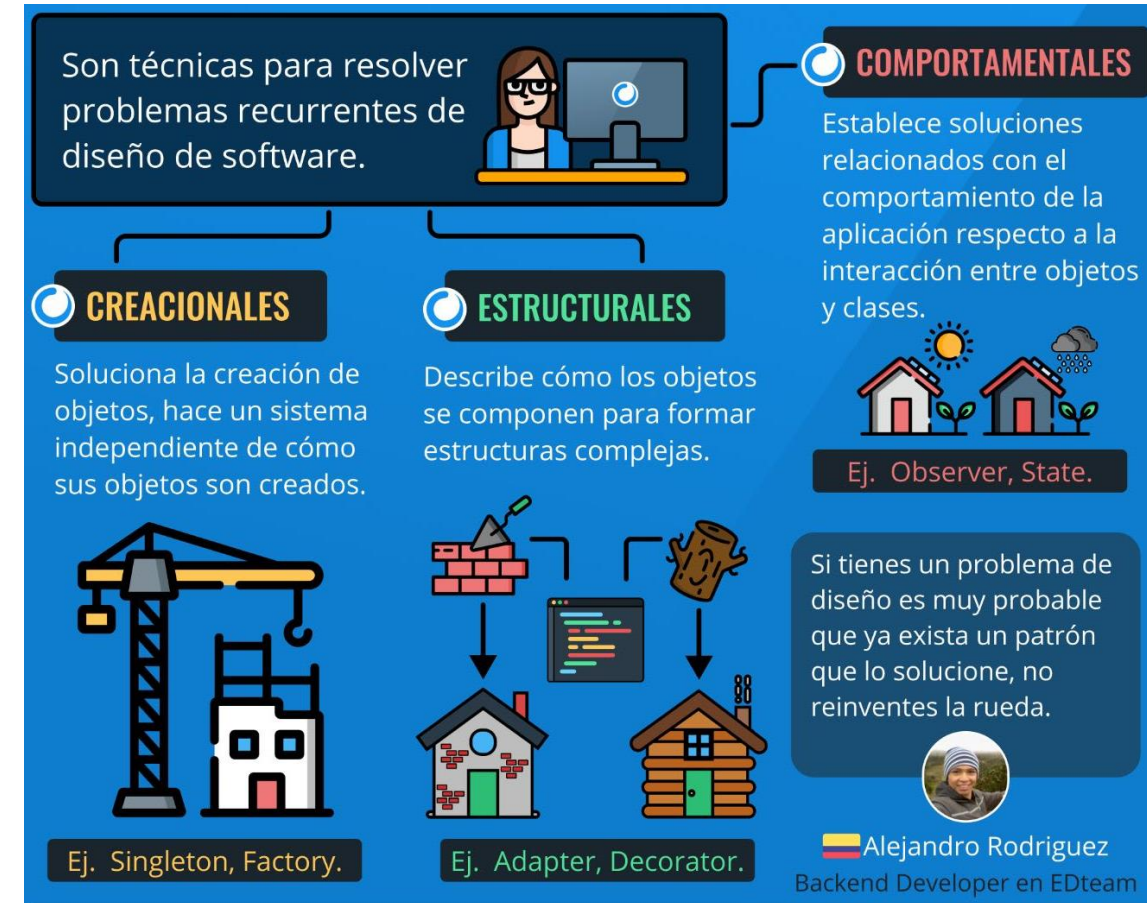 Son técnicas para resolver
problemas recurrentes de
diseño de software.
CREACIONALES
Soluciona la creación de
objetos, hace un sistema
independiente de cómo
sus objetos son creados.
Ej. Singleton, Factory.
ESTRUCTURALES
Describe cómo los objetos
se componen para formar
estructuras complejas.
Ej. Adapter, Decorator.
COMPORTAMENTALES
Establece soluciones
relacionados con el
comportamiento de la
aplicación respecto a la
interacción entre objetos
y clases.
Ej. Observer, State.
Si tienes un problema de
diseño es muy probable
que ya exista un patrón
que lo solucione, no
reinventes la rueda.
Alejandro Rodriguez
Backend Developer en EDteam